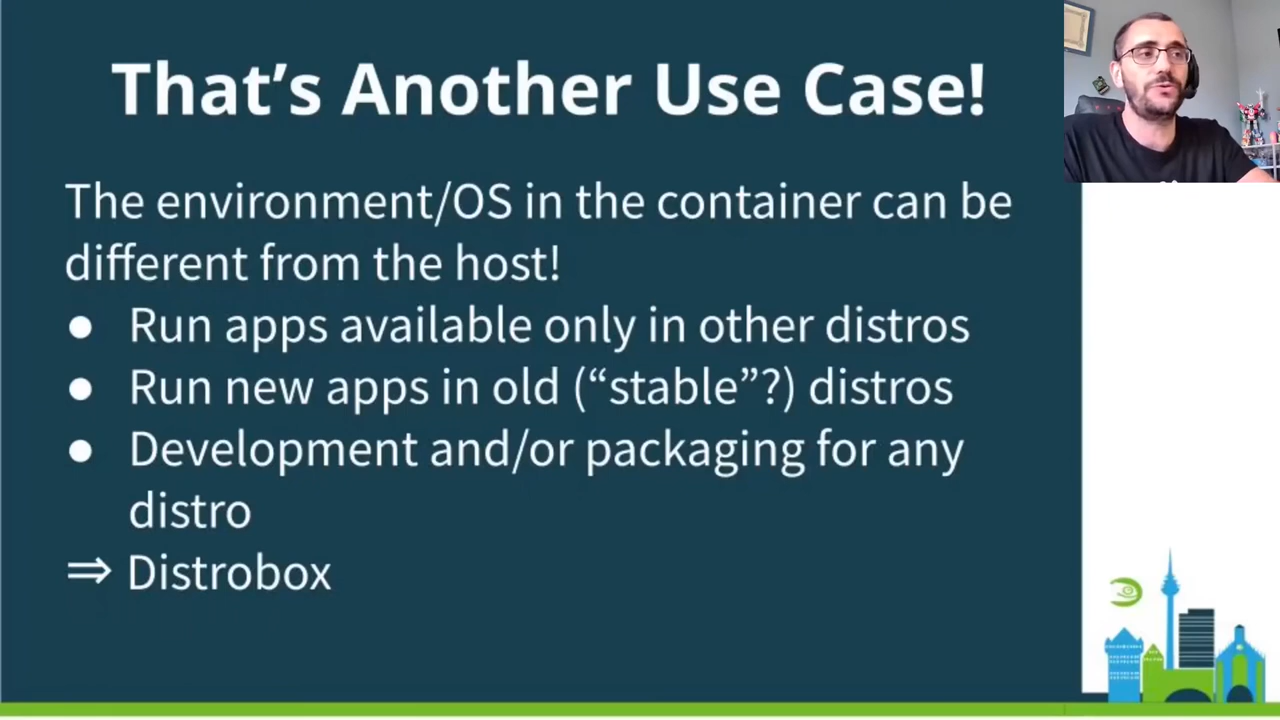 That’s Another Use Case!
The environment/OS in the container can be
different from the host!
● Run apps available only in other distros
● Run new apps in old (“stable”?) distros
● Development and/or packaging for any
distro
⇒ Distrobox